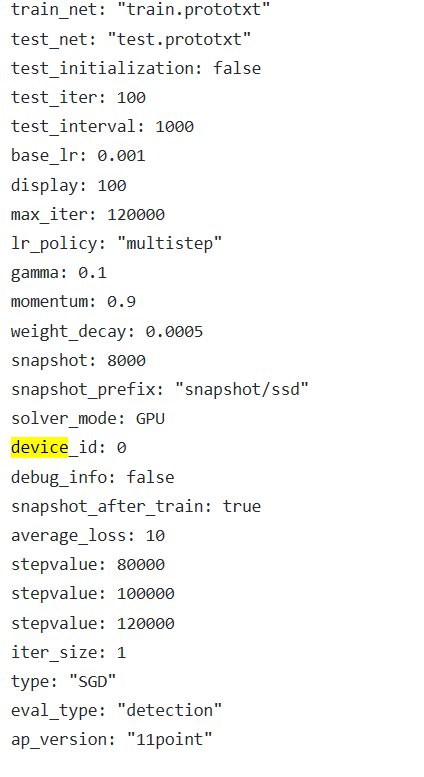 train_net: "train.prototxt"
test_net: "test.prototxt"
test_initialization: false
test_iter: 100
test_interval: 1000
base_lr: 0.001
display: 100
max_iter: 120000
lr_policy: "multistep"
gamma: 0.1
momentum: 0.9
weight_decay: 0.0005
snapshot: 8000
snapshot_prefix: "snapshot/ssd"
solver_mode: GPU
device_id: 0
debug_info: false
snapshot_after_train: true
average_loss: 10
stepvalue: 80000
stepvalue: 100000
stepvalue: 120000
iter_size: 1
type: "SGD"
eval_type: "detection"
ap_version: "11point"